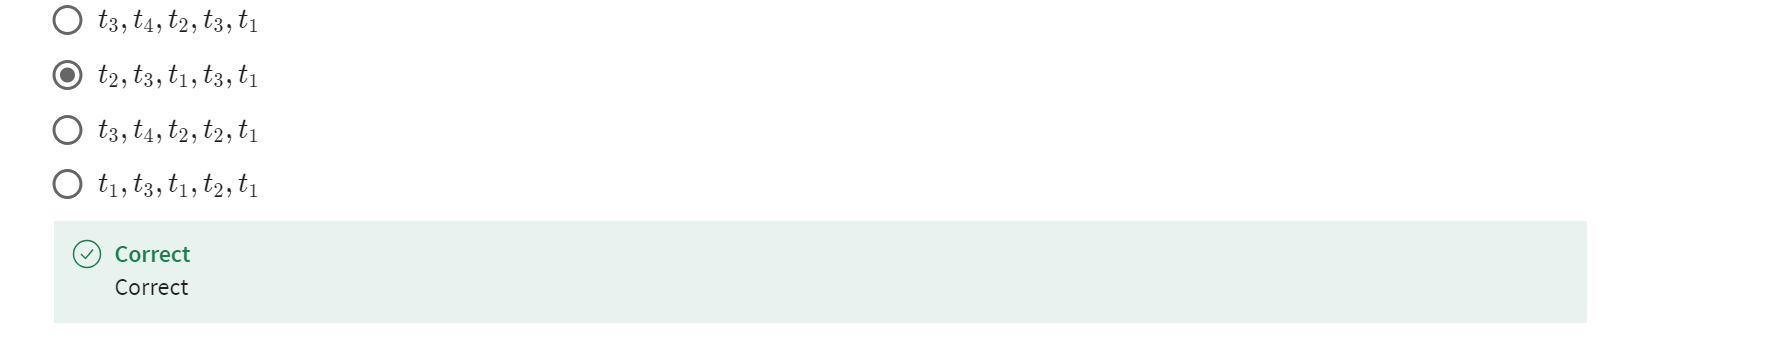 t₃, t₄, t₂, t₃, t₁
t₂, t₃, t₁, t₃, t₁
t₃, t₄, t₂, t₂, t₁
t₁, t₃, t₁, t₂, t₁
Correct
Correct